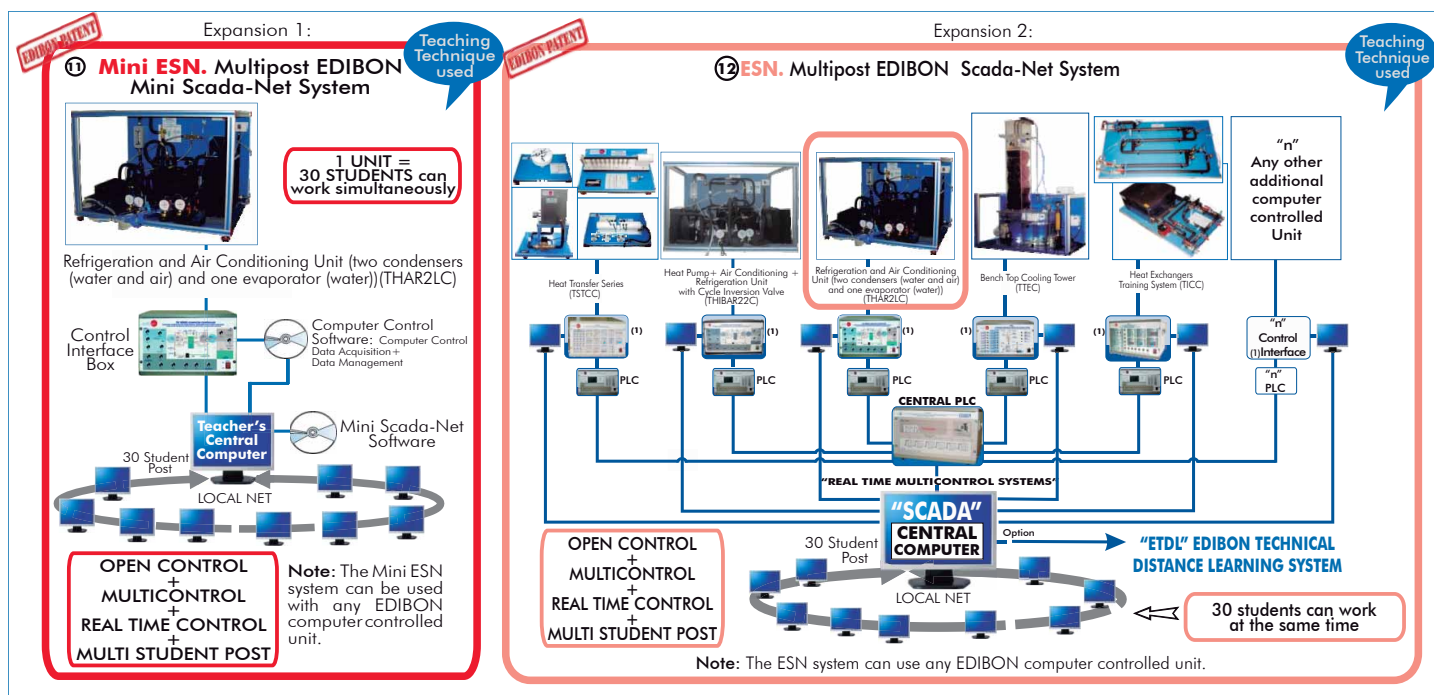 Expansion 1:
EDIBON PATENT
Teaching
Technique
used
⑪ Mini ESN. Multipost EDIBON
Mini Scada-Net System
1 UNIT =
30 STUDENTS can
work simultaneously
Refrigeration and Air Conditioning Unit (two condensers
(water and air) and one evaporator (water))(THAR2LC)
Control
Interface
Box
Computer Control
Software: Computer Control
Data Acquisition+
Data Management
Teacher's
Central
Computer
Mini Scada-Net
Software
30 Student
Post
LOCAL NET
OPEN CONTROL
+
MULTICONTROL
+
REAL TIME CONTROL
+
MULTI STUDENT POST
Note: The Mini ESN
system can be used
with any EDIBON
computer controlled
unit.
Expansion 2:
EDIBON PATENT
Teaching
Technique
used
⑫ ESN. Multipost EDIBON Scada-Net System
Heat Transfer Series
(TSTCC)
Heat Pump+ Air Conditioning +
Refrigeration Unit
with Cycle Inversion Valve
(THIBAR22C)
Refrigeration and Air Conditioning
Unit (two condensers (water and air)
and one evaporator (water))
(THAR2LC)
Bench Top Cooling Tower
(TTEC)
Heat Exchangers
Training System (TICC)
"n"
Any other
additional
computer
controlled
Unit
(1)
(1)
(1)
(1)
(1)
"n"
Control
(1)Interface
PLC
PLC
PLC
PLC
PLC
"n"
PLC
CENTRAL PLC
"REAL TIME MULTICONTROL SYSTEMS"
"SCADA"
CENTRAL
COMPUTER
Option
"ETDL" EDIBON TECHNICAL
DISTANCE LEARNING SYSTEM
30 Student
Post
LOCAL NET
OPEN CONTROL
+
MULTICONTROL
+
REAL TIME CONTROL
+
MULTI STUDENT POST
30 students can work
at the same time
Note: The ESN system can use any EDIBON computer controlled unit.